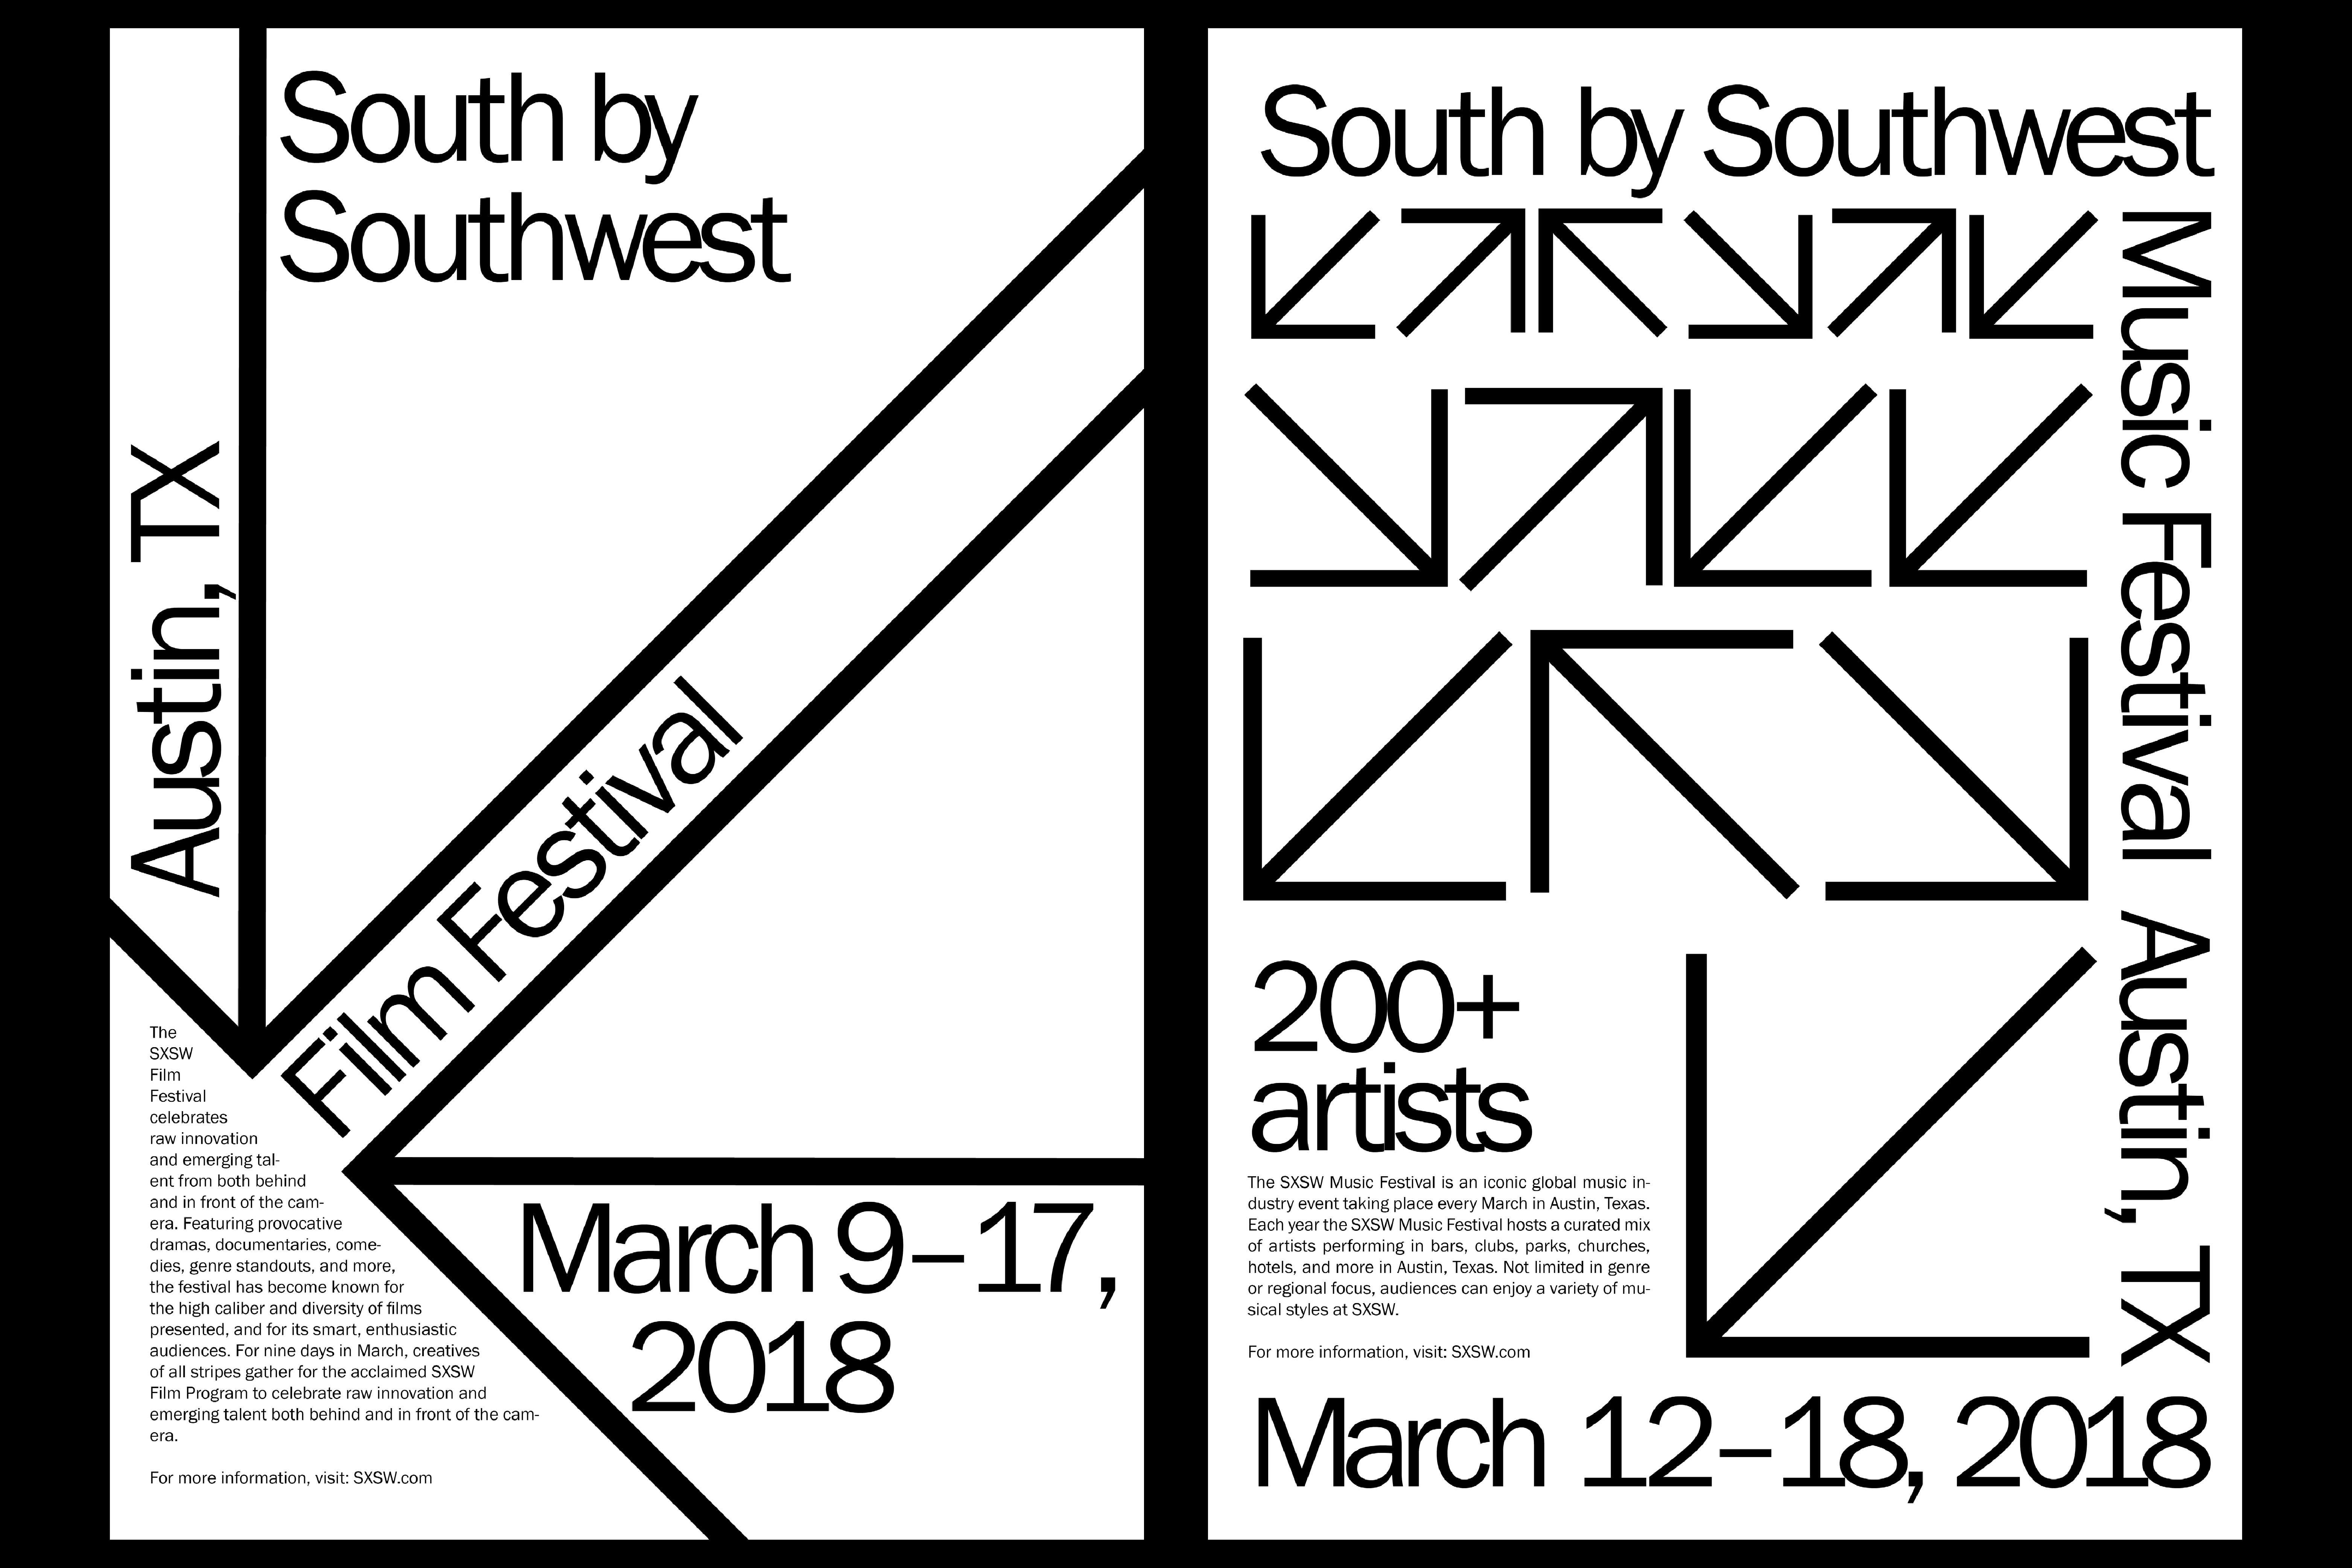 South by
Southwest
Austin, TX
Film Festival
The
SXSW
Film
Festival
celebrates
raw innovation
and emerging tal-
ent from both behind
and in front of the cam-
era. Featuring provocative
dramas, documentaries, come-
dies, genre standouts, and more,
the festival has become known for
the high caliber and diversity of films
presented, and for its smart, enthusiastic
audiences. For nine days in March, creatives
of all stripes gather for the acclaimed SXSW
Film Program to celebrate raw innovation and
emerging talent both behind and in front of the cam-
era.
For more information, visit: SXSW.com
March 9–17,
2018
South by Southwest
Music Festival Austin, TX
200+
artists
The SXSW Music Festival is an iconic global music in-
dustry event taking place every March in Austin, Texas.
Each year the SXSW Music Festival hosts a curated mix
of artists performing in bars, clubs, parks, churches,
hotels, and more in Austin, Texas. Not limited in genre
or regional focus, audiences can enjoy a variety of mu-
sical styles at SXSW.
For more information, visit: SXSW.com
March 12–18, 2018